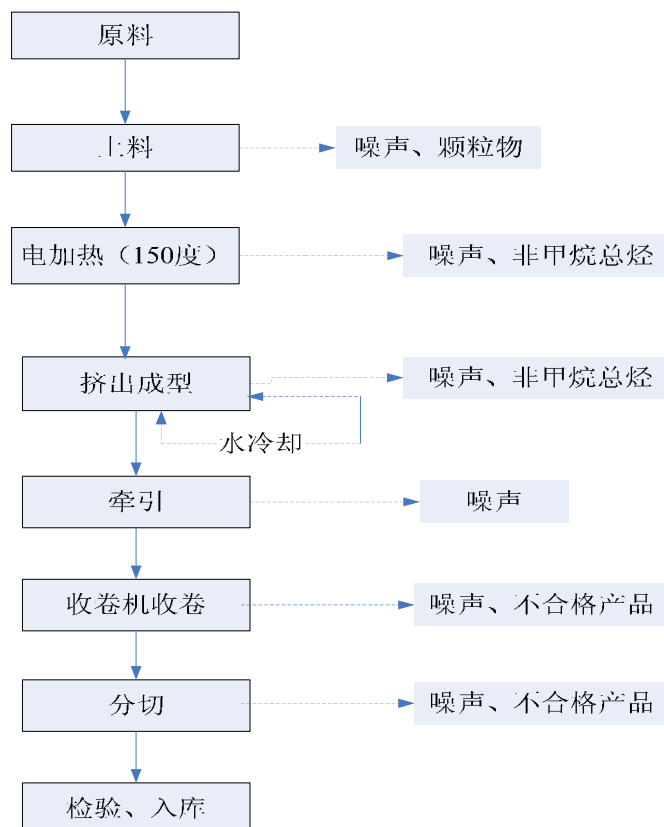 原料
上料
噪声、颗粒物
电加热（150度）
噪声、非甲烷总烃
挤出成型
噪声、非甲烷总烃
水冷却
牵引
噪声
收卷机收卷
噪声、不合格产品
分切
噪声、不合格产品
检验、入库